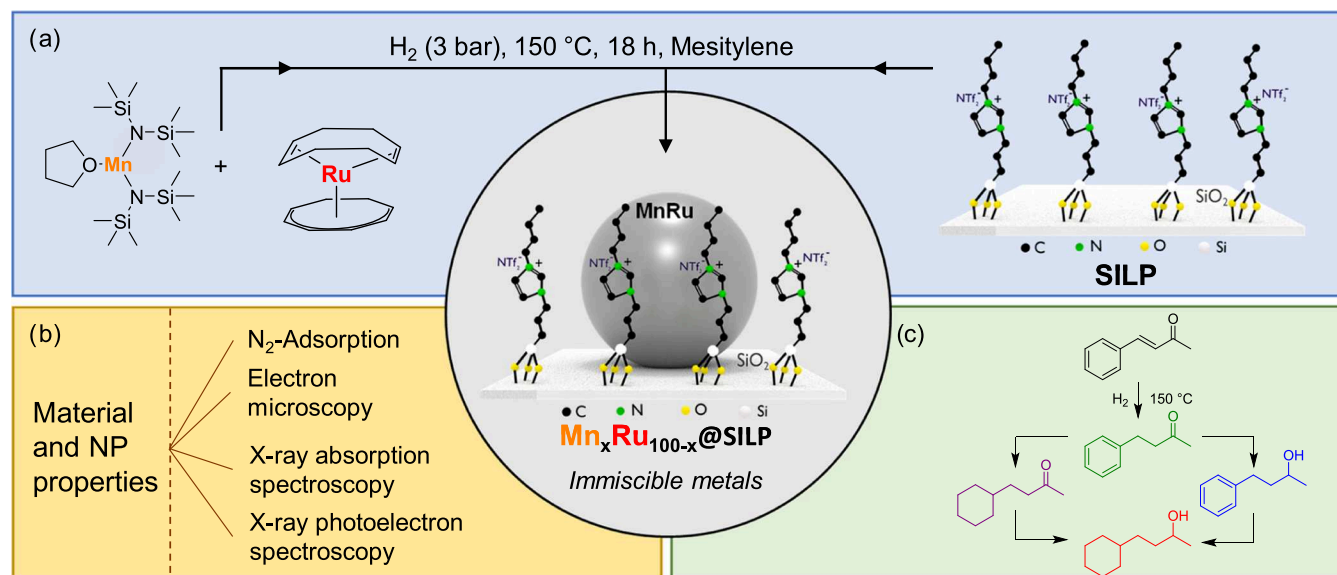 (a)
H₂ (3 bar), 150 °C, 18 h, Mesitylene
Si
N
Si
O
Mn
N
Si
Si
+
Ru
NTf₂⁻
+
NTf₂⁻
+
NTf₂⁻
+
+
NTf₂⁻
SiO₂
C N O Si
SILP
MnRu
NTf₂⁻
+
NTf₂⁻
+
NTf₂⁻
+
+
NTf₂⁻
SiO₂
C N O Si
MnₓRu₁₀₀₋ₓ@SILP
Immiscible metals
(b)
Material
and NP
properties
N₂-Adsorption
Electron
microscopy
X-ray absorption
spectroscopy
X-ray photoelectron
spectroscopy
(c)
O
H₂ 150 °C
O
O
OH
OH